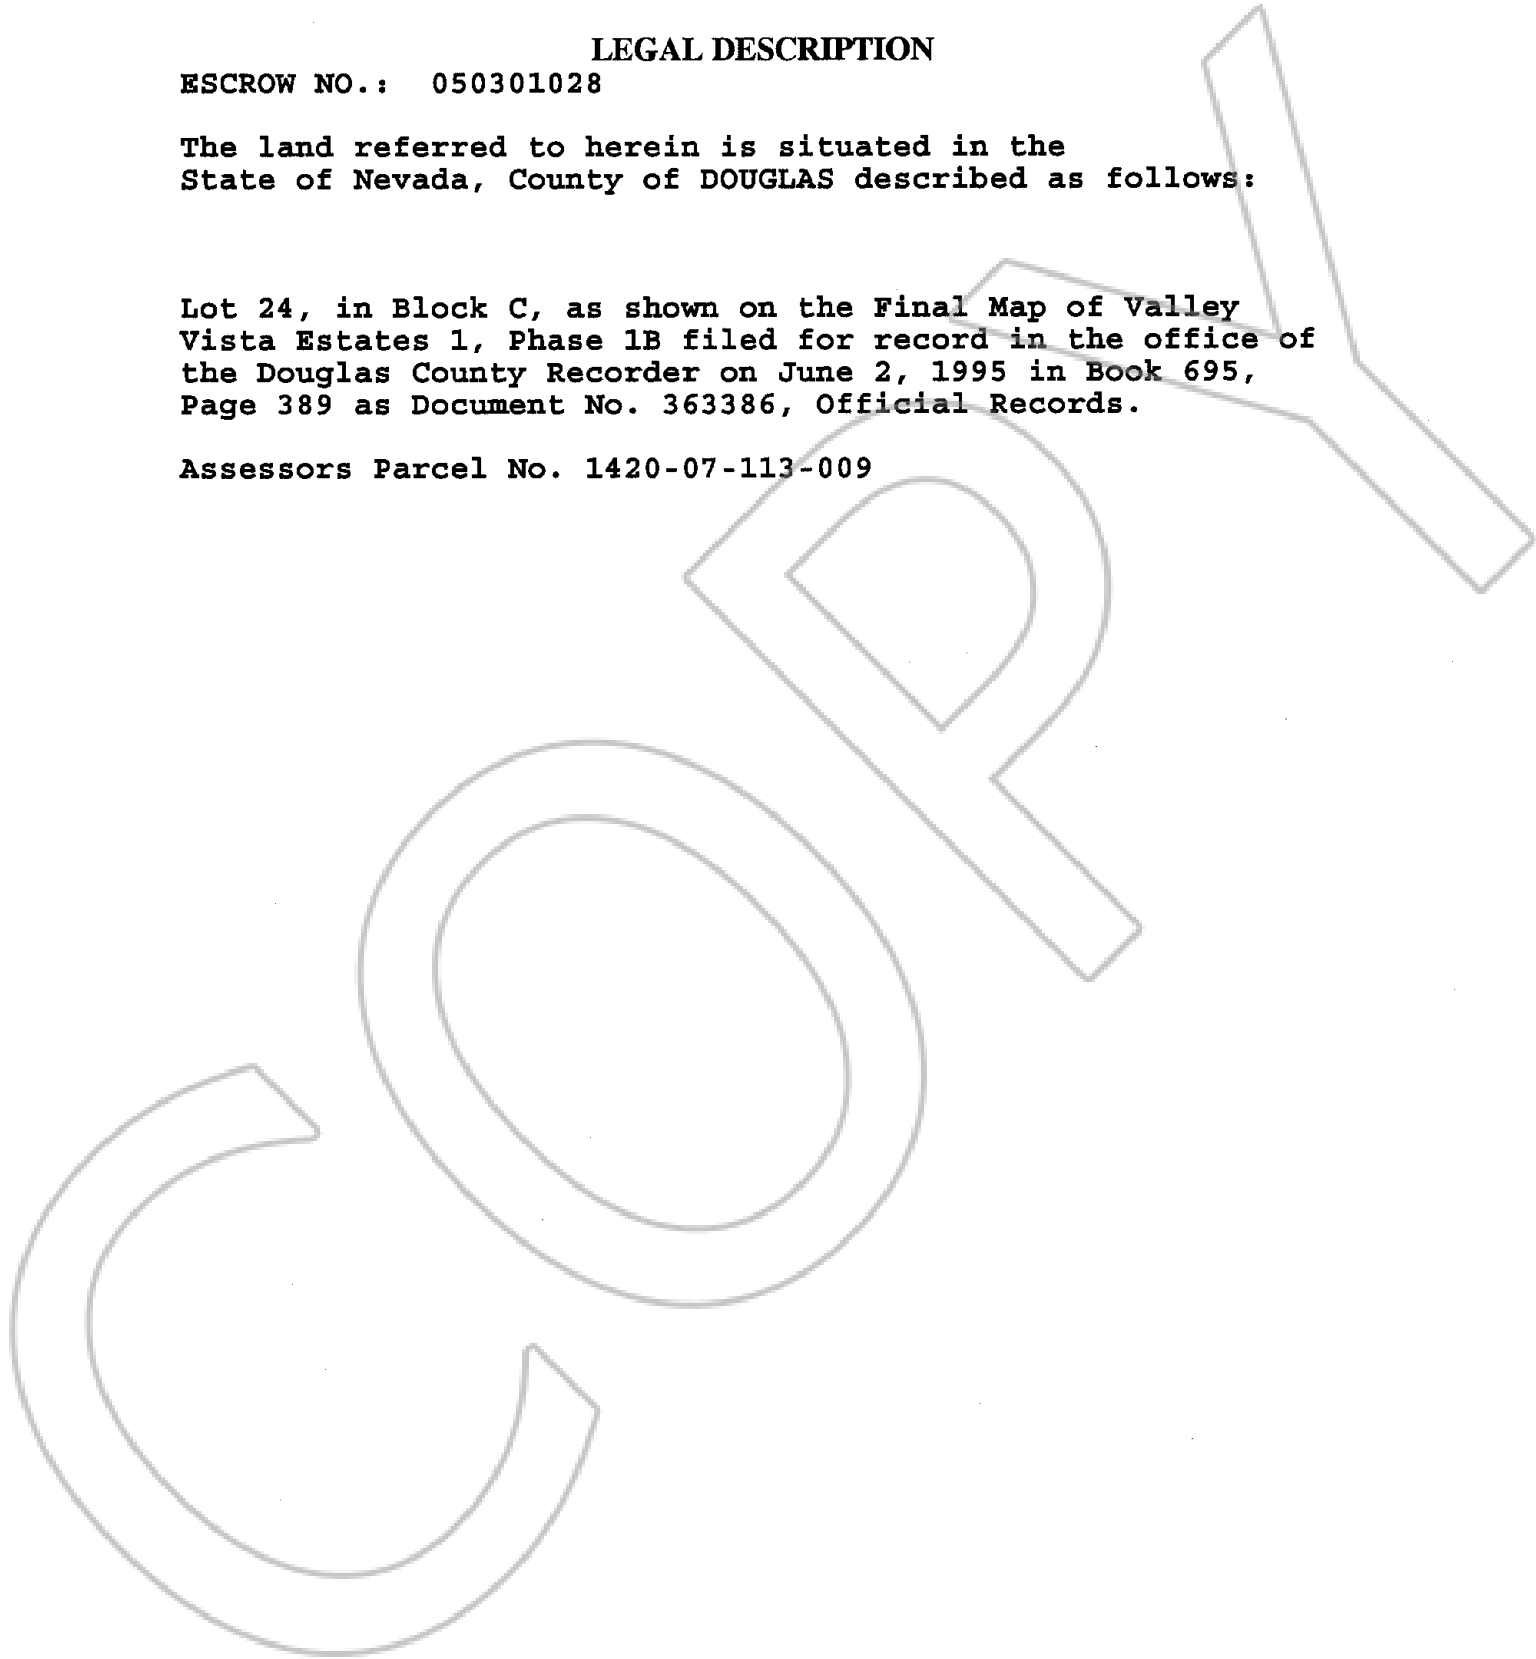 LEGAL DESCRIPTION
ESCROW NO.: 050301028
The land referred to herein is situated in the
State of Nevada, County of DOUGLAS described as follows:
Lot 24, in Block C, as shown on the Final Map of Valley
Vista Estates 1, Phase 1B filed for record in the office of
the Douglas County Recorder on June 2, 1995 in Book 695,
Page 389 as Document No. 363386, Official Records.
Assessors Parcel No. 1420-07-113-009
COPY